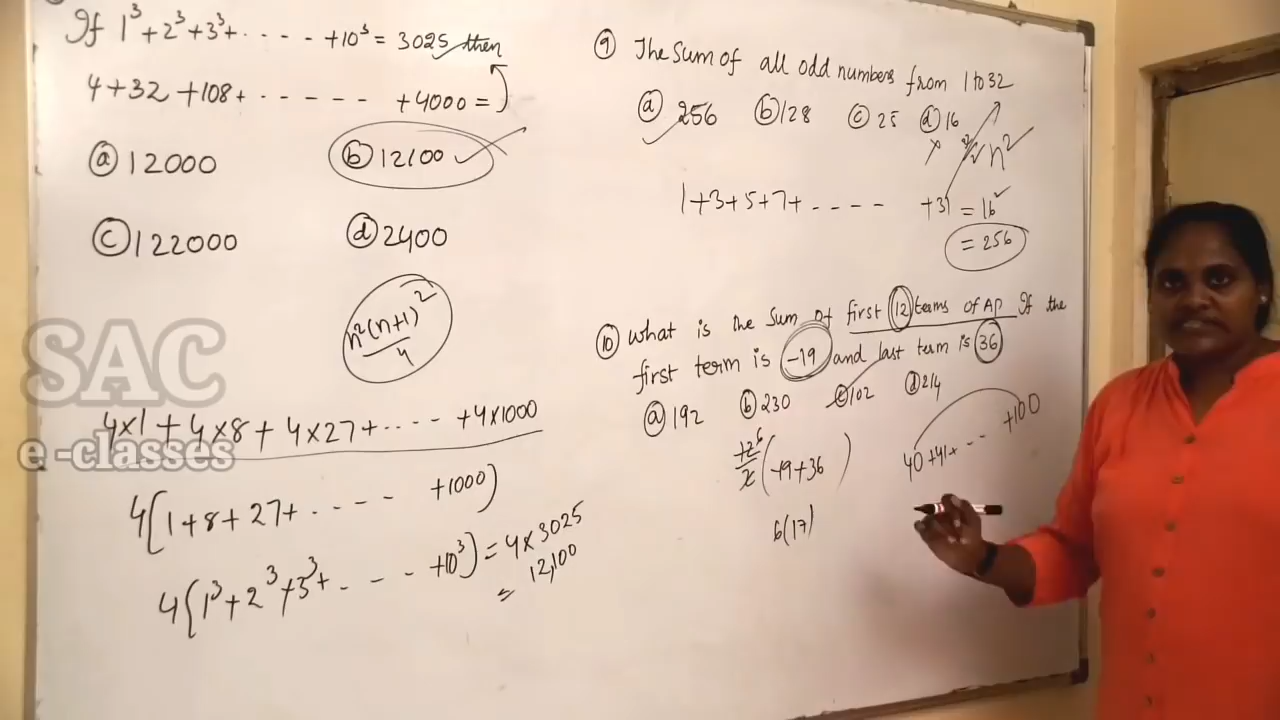 If 1³+2³+3³+ ..... +10³ = 3025 then
4+32+108+ ...... +4000 =
ⓐ 12000 ⓑ 12100
ⓒ 122000 ⓓ 2400
n²(n+1)²
4
4×1 + 4×8 + 4×27+ ..... +4×1000
4(1+8+27+ ..... +1000)
4(1³+2³+3³+ .... +10³) = 4×3025
= 12,100
⑨ The sum of all odd numbers from 1 to 32
ⓐ 256 ⓑ 128 ⓒ 25 ⓓ 16
n²
1+3+5+7+ ..... +31 = 16²
= 256
⑩ What is the sum of first 12 terms of AP If the
first term is -19 and last term is 36
ⓐ 192 ⓑ 230 ⓒ 102 ⓓ 214
12 6
2
(-19+36)
6(17)
40+41+ ... +100
SAC
e-classes